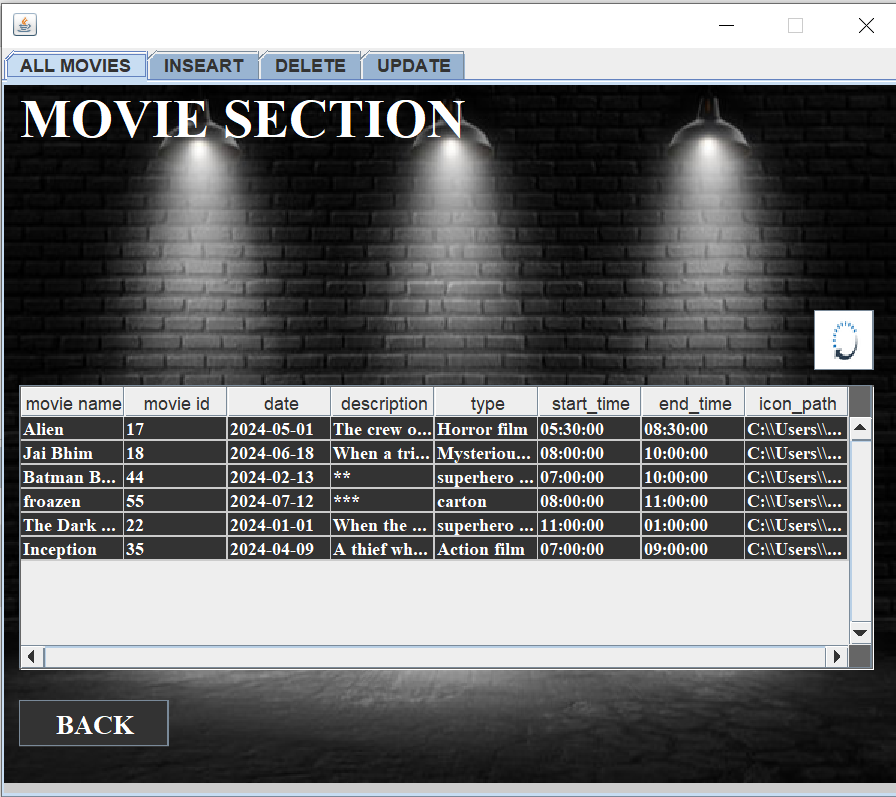 ALL MOVIES INSEART DELETE UPDATE
MOVIE SECTION
movie name movie id date description type start_time end_time icon_path
Alien 17 2024-05-01 The crew o... Horror film 05:30:00 08:30:00 C:\\Users\\...
Jai Bhim 18 2024-06-18 When a tri... Mysteriou... 08:00:00 10:00:00 C:\\Users\\...
Batman B... 44 2024-02-13 ** superhero ... 07:00:00 10:00:00 C:\\Users\\...
froazen 55 2024-07-12 *** carton 08:00:00 11:00:00 C:\\Users\\...
The Dark ... 22 2024-01-01 When the ... superhero ... 11:00:00 01:00:00 C:\\Users\\...
Inception 35 2024-04-09 A thief wh... Action film 07:00:00 09:00:00 C:\\Users\\...
BACK